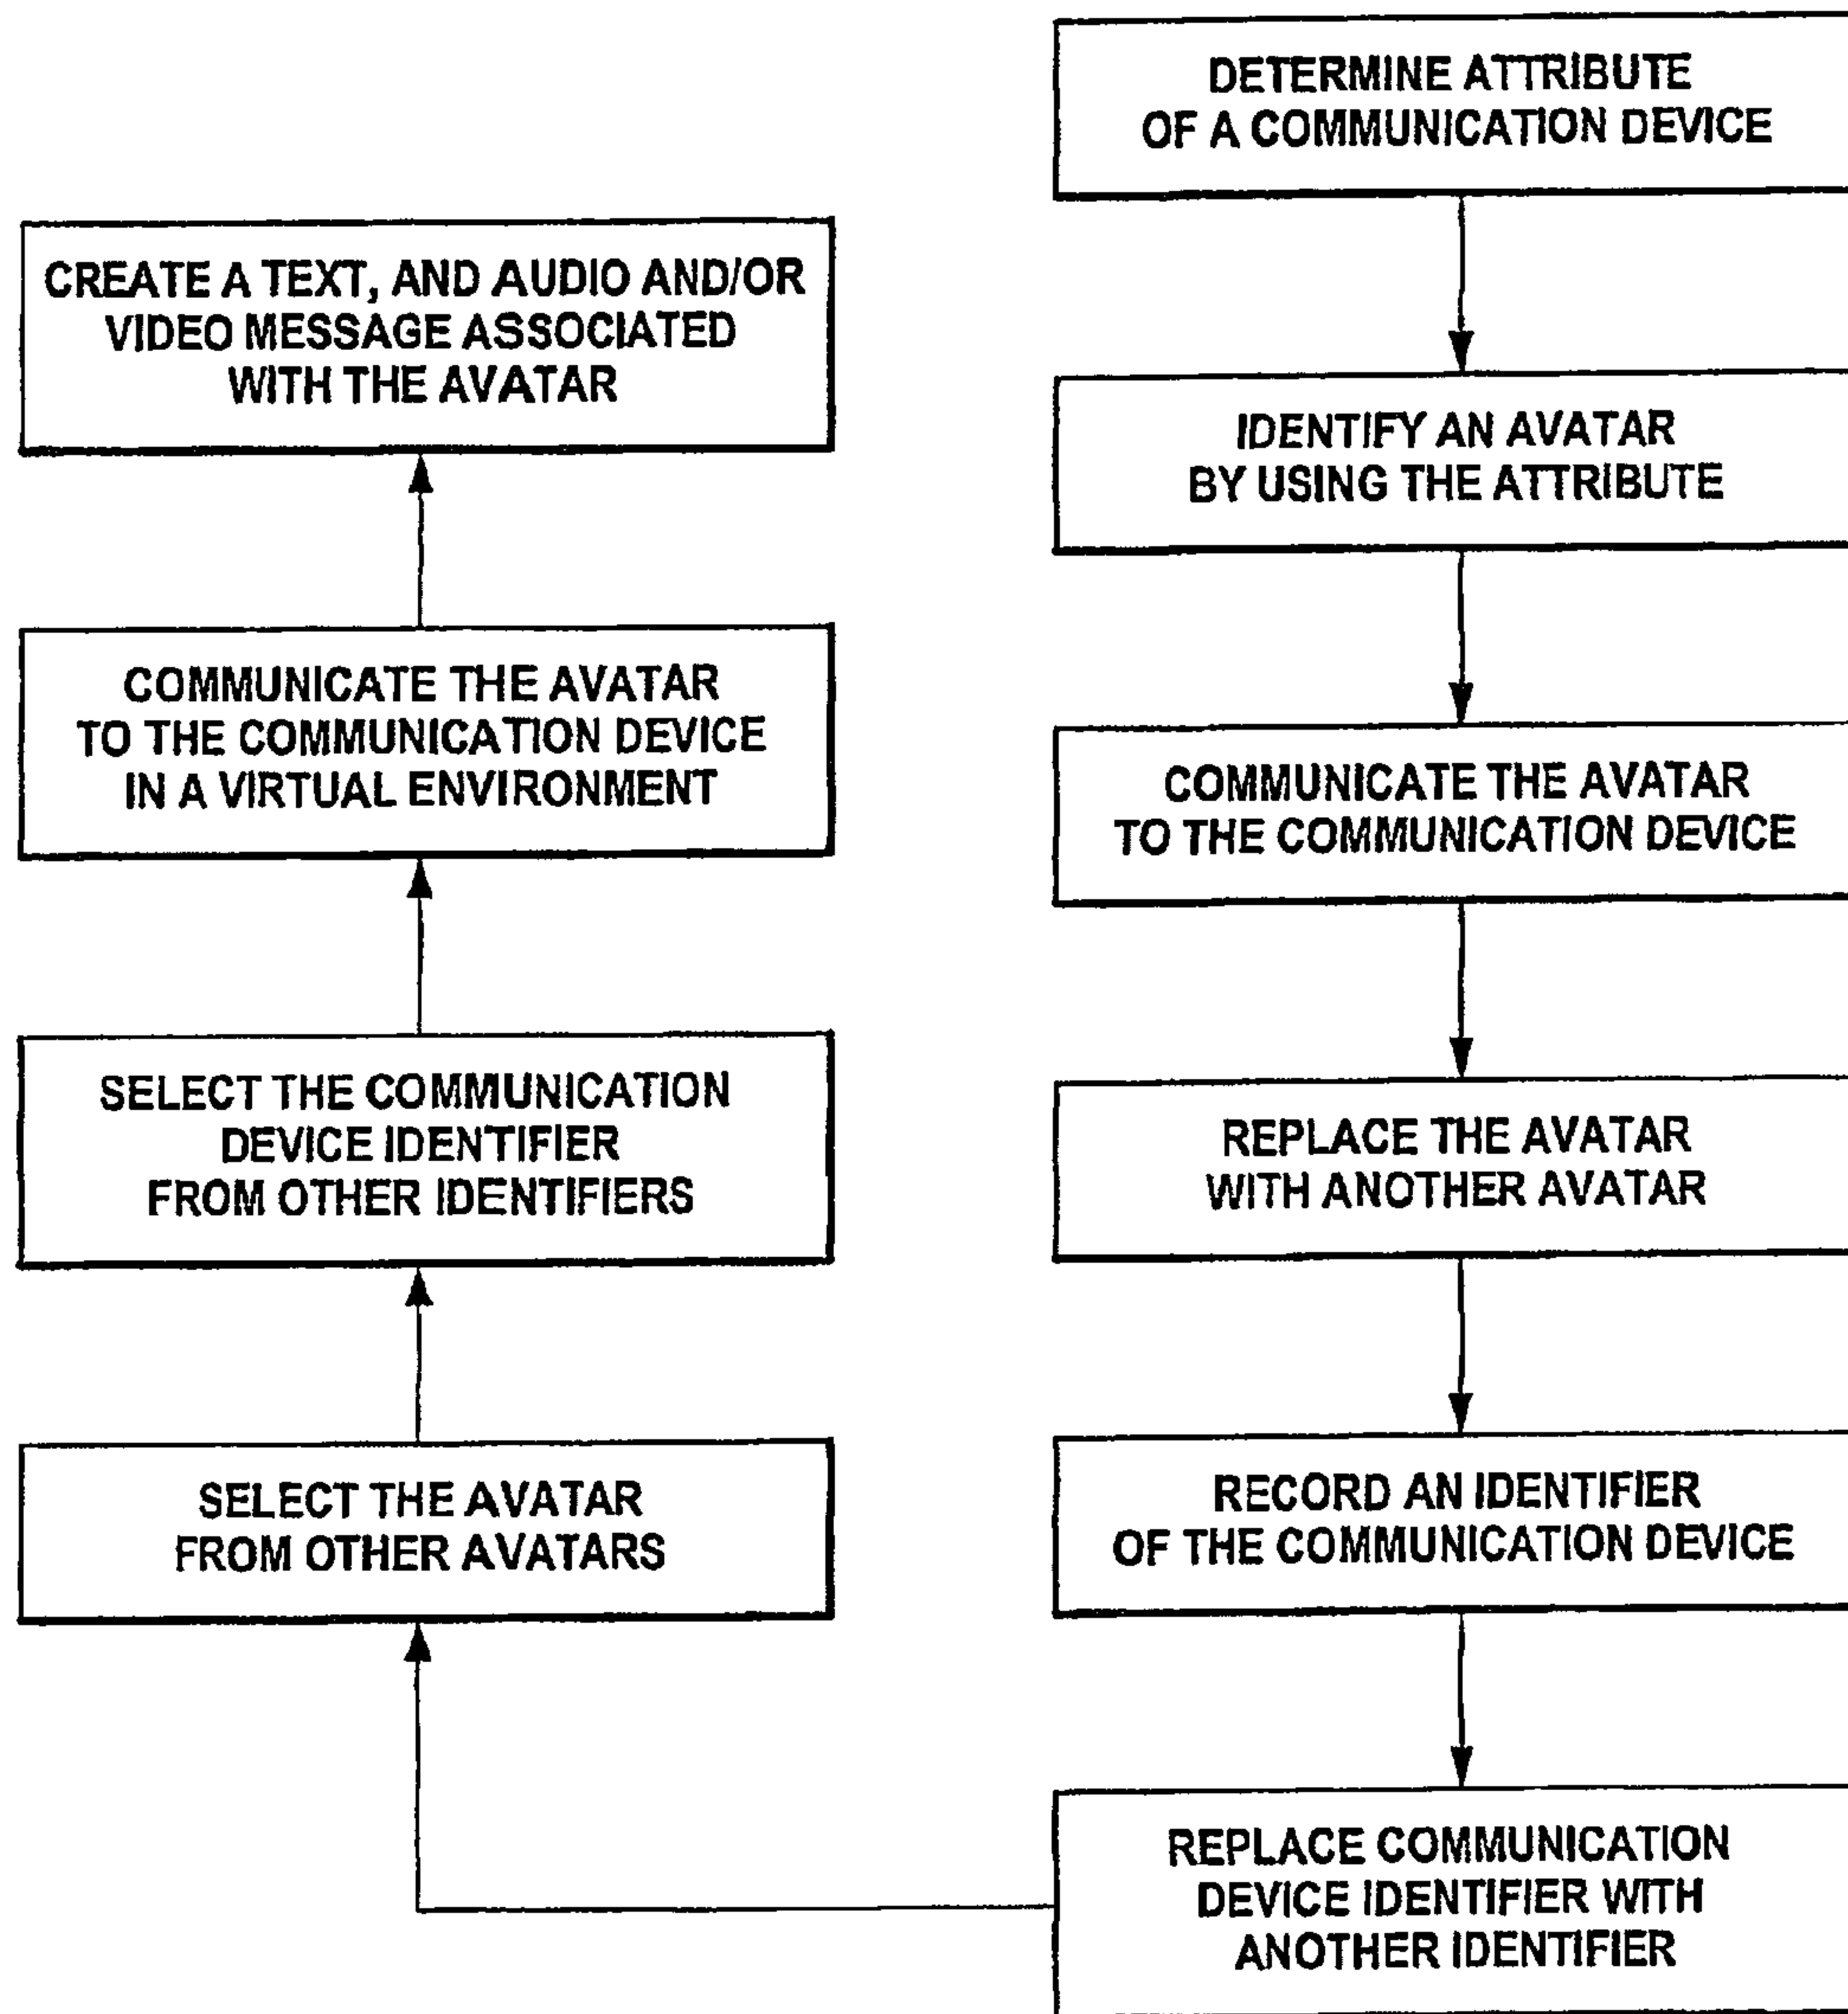 DETERMINE ATTRIBUTE
OF A COMMUNICATION DEVICE
IDENTIFY AN AVATAR
BY USING THE ATTRIBUTE
COMMUNICATE THE AVATAR
TO THE COMMUNICATION DEVICE
REPLACE THE AVATAR
WITH ANOTHER AVATAR
RECORD AN IDENTIFIER
OF THE COMMUNICATION DEVICE
REPLACE COMMUNICATION
DEVICE IDENTIFIER WITH
ANOTHER IDENTIFIER
SELECT THE AVATAR
FROM OTHER AVATARS
SELECT THE COMMUNICATION
DEVICE IDENTIFIER
FROM OTHER IDENTIFIERS
COMMUNICATE THE AVATAR
TO THE COMMUNICATION DEVICE
IN A VIRTUAL ENVIRONMENT
CREATE A TEXT, AND AUDIO AND/OR
VIDEO MESSAGE ASSOCIATED
WITH THE AVATAR